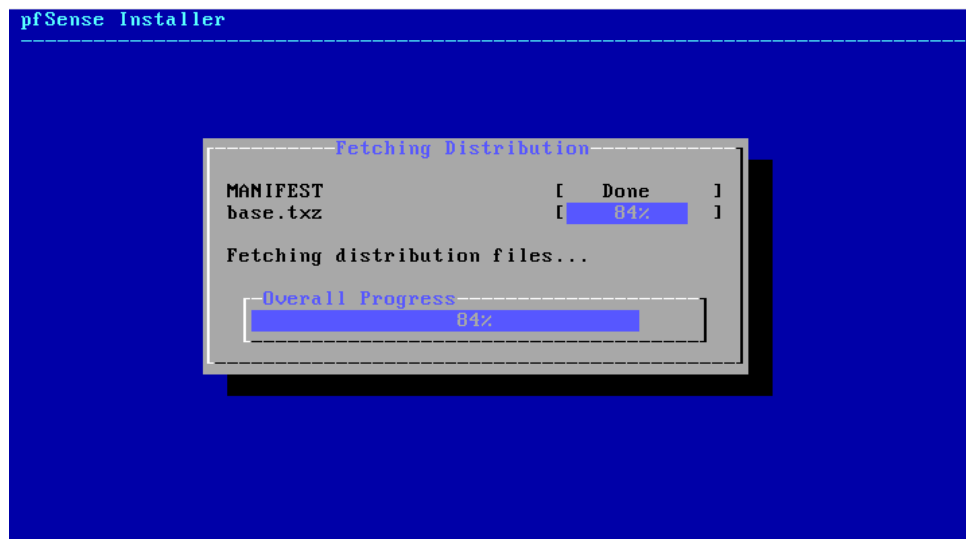 pfSense Installer
Fetching Distribution
MANIFEST [ Done ]
base.txz [ 84% ]
Fetching distribution files...
Overall Progress
84%